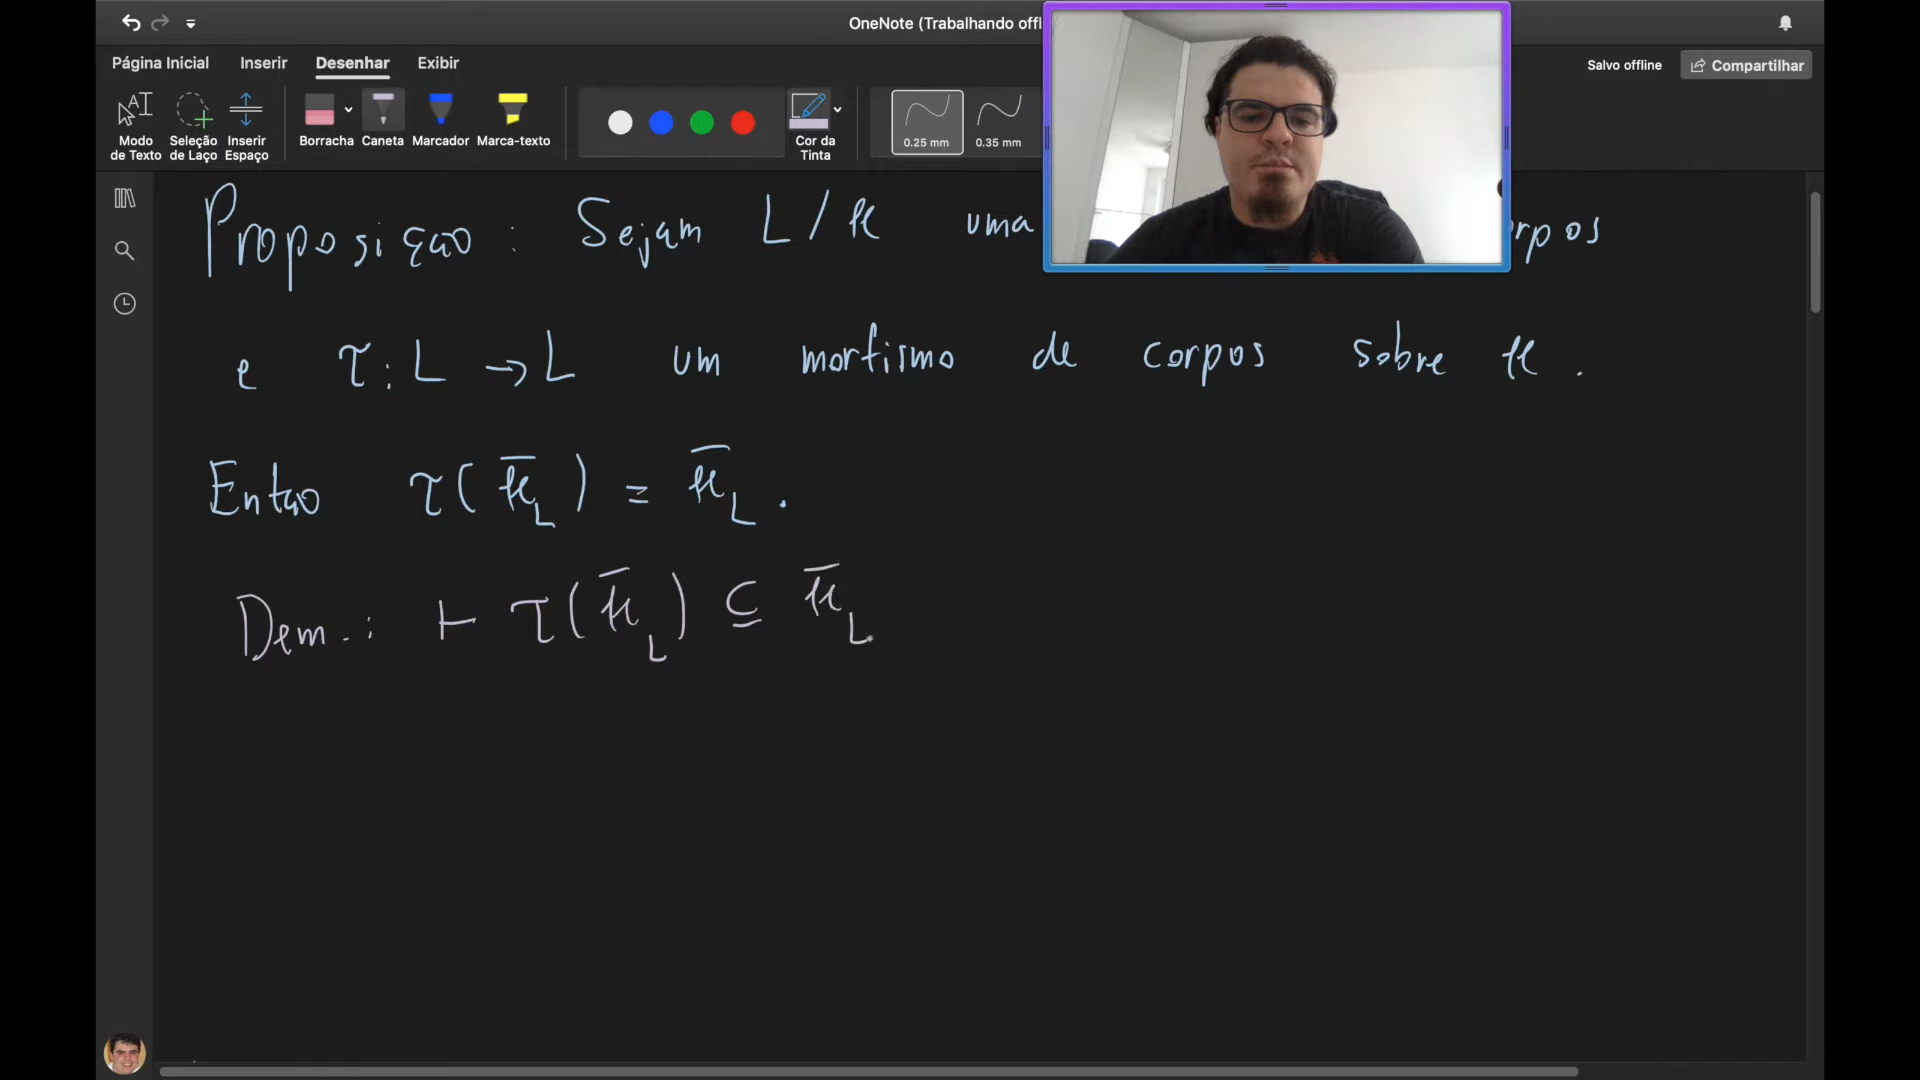 OneNote (Trabalhando offl
Página Inicial Inserir Desenhar Exibir
Salvo offline Compartilhar
Modo de Texto Seleção de Laço Inserir Espaço Borracha Caneta Marcador Marca-texto Cor da Tinta 0.25 mm 0.35 mm
Proposição : Sejam L/k uma orpos
e τ: L → L um morfismo de corpos sobre k .
Então τ(k̄_L) = k̄_L .
Dem.: ⊢ τ(k̄_L) ⊆ k̄_L